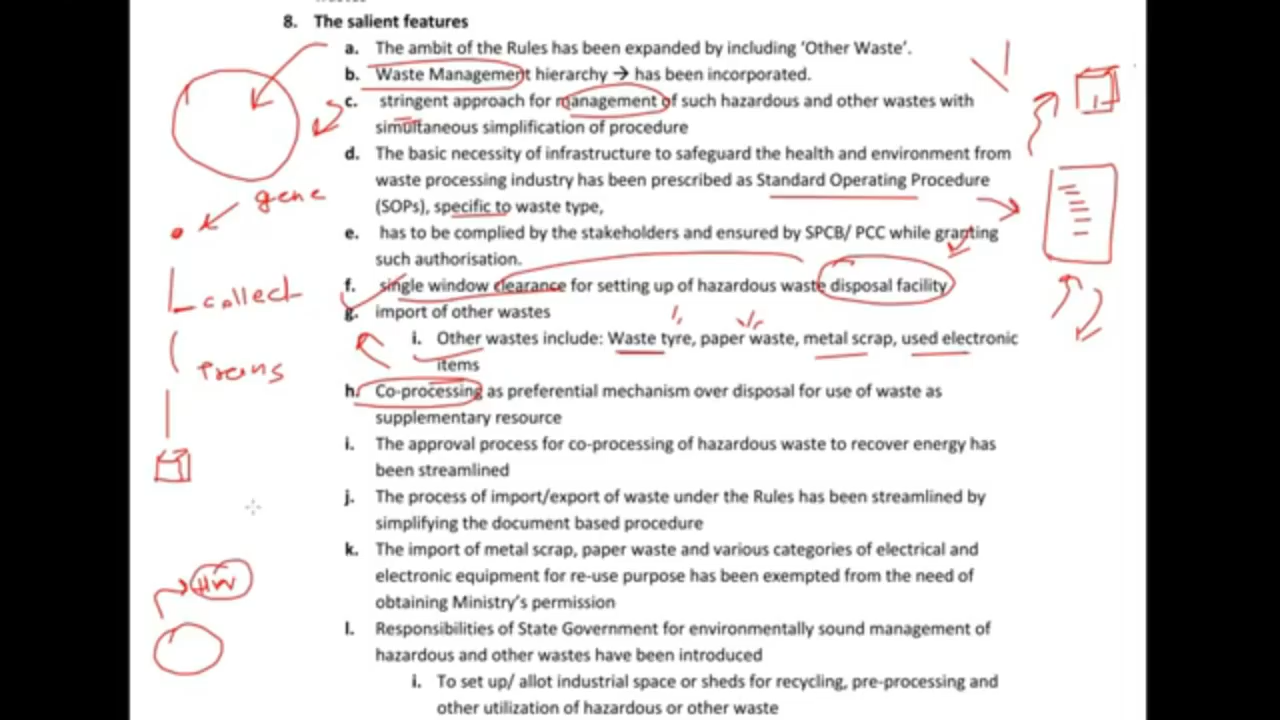 8. The salient features
a. The ambit of the Rules has been expanded by including ‘Other Waste’.
b. Waste Management hierarchy → has been incorporated.
c. stringent approach for management of such hazardous and other wastes with
simultaneous simplification of procedure
d. The basic necessity of infrastructure to safeguard the health and environment from
waste processing industry has been prescribed as Standard Operating Procedure
(SOPs), specific to waste type,
e. has to be complied by the stakeholders and ensured by SPCB/ PCC while granting
such authorisation.
f. single window clearance for setting up of hazardous waste disposal facility
g. import of other wastes
i. Other wastes include: Waste tyre, paper waste, metal scrap, used electronic
items
h. Co-processing as preferential mechanism over disposal for use of waste as
supplementary resource
i. The approval process for co-processing of hazardous waste to recover energy has
been streamlined
j. The process of import/export of waste under the Rules has been streamlined by
simplifying the document based procedure
k. The import of metal scrap, paper waste and various categories of electrical and
electronic equipment for re-use purpose has been exempted from the need of
obtaining Ministry’s permission
l. Responsibilities of State Government for environmentally sound management of
hazardous and other wastes have been introduced
i. To set up/ allot industrial space or sheds for recycling, pre-processing and
other utilization of hazardous or other waste
gene
collect
trans
HW